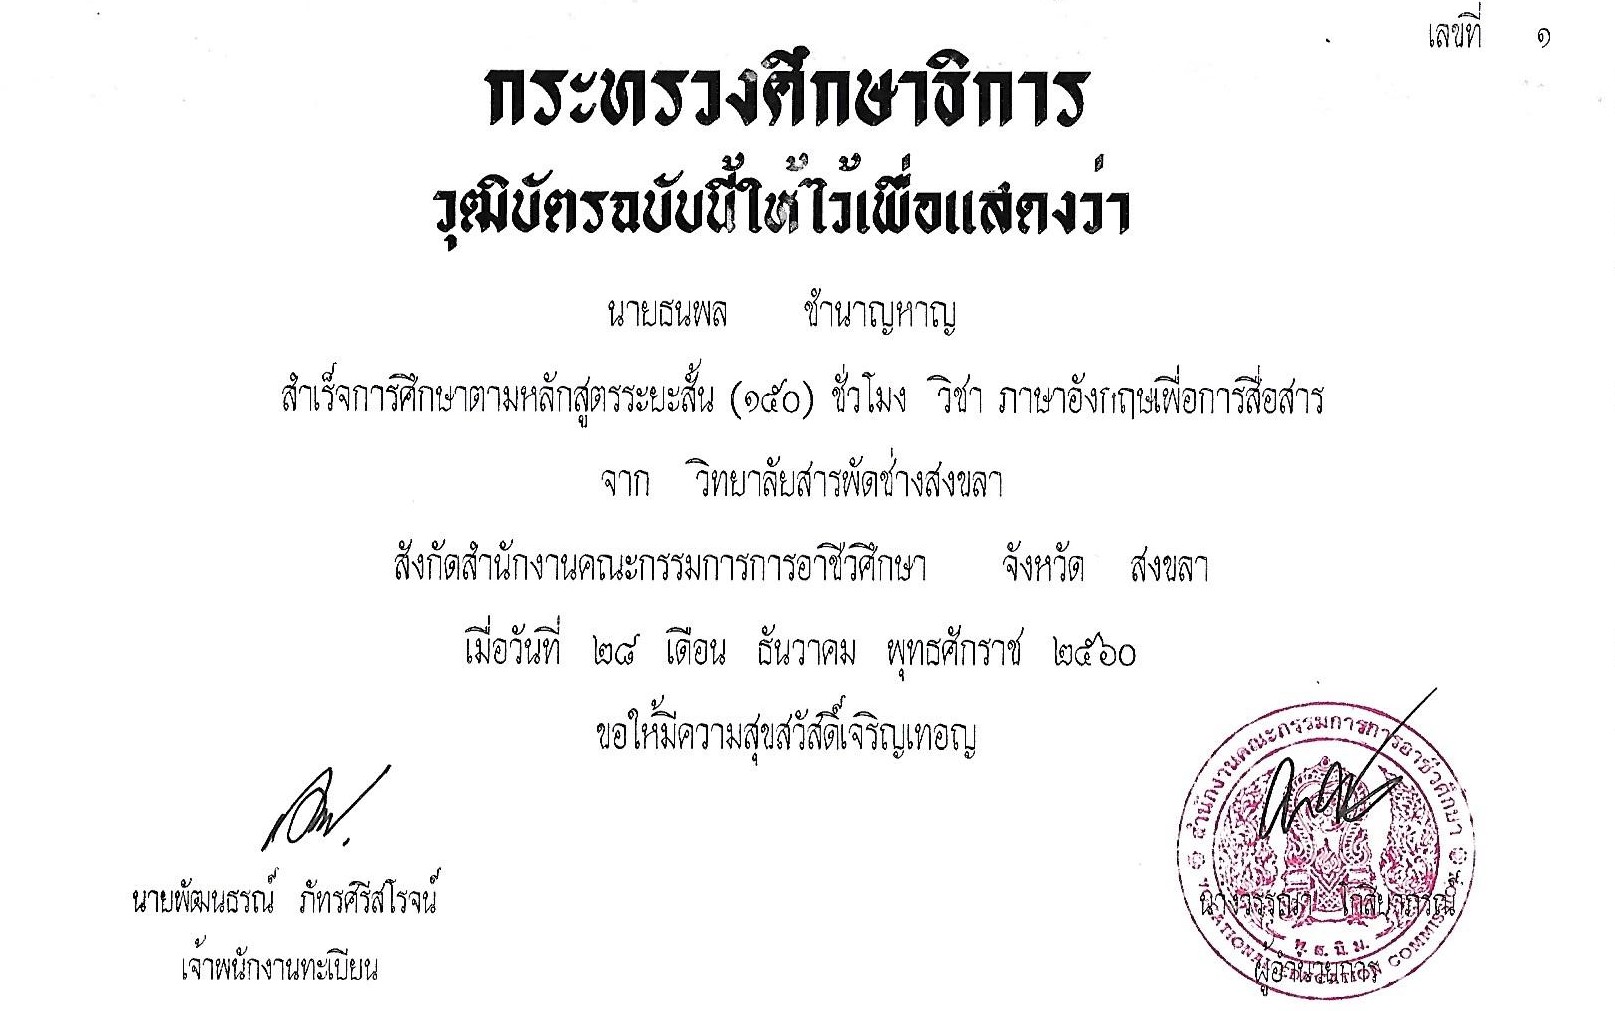 เลขที่ ๑
กระทรวงศึกษาธิการ
วุฒิบัตรฉบับนี้ให้ไว้เพื่อแสดงว่า
นายธนพล ชำนาญหาญ
สำเร็จการศึกษาตามหลักสูตรระยะสั้น (๑๕๐) ชั่วโมง วิชา ภาษาอังกฤษเพื่อการสื่อสาร
จาก วิทยาลัยสารพัดช่างสงขลา
สังกัดสำนักงานคณะกรรมการการอาชีวศึกษา จังหวัด สงขลา
เมื่อวันที่ ๒๘ เดือน ธันวาคม พุทธศักราช ๒๕๖๐
ขอให้มีความสุขสวัสดิ์เจริญเทอญ
นายพัฒนธรณ์ ภัทรศิริสโรจน์
เจ้าพนักงานทะเบียน
สำนักงานคณะกรรมการการอาชีวศึกษา
ผู้อำนวยการ
VOCATIONAL EDUCATION COMMISSION